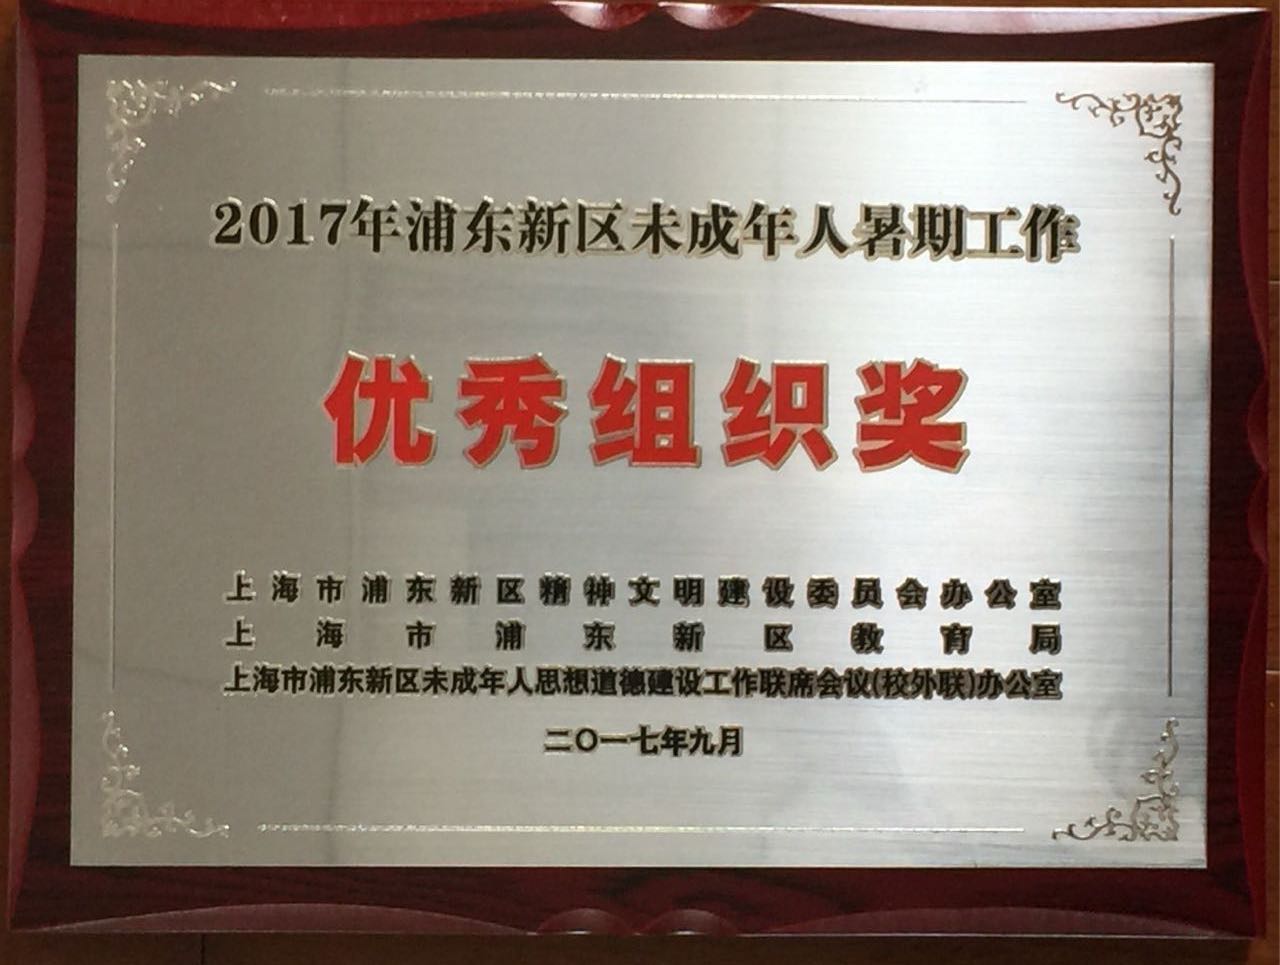 2017年浦东新区未成年人暑期工作
优秀组织奖
上海市浦东新区精神文明建设委员会办公室
上海市浦东新区教育局
上海市浦东新区未成年人思想道德建设工作联席会议(校外联)办公室
二〇一七年九月